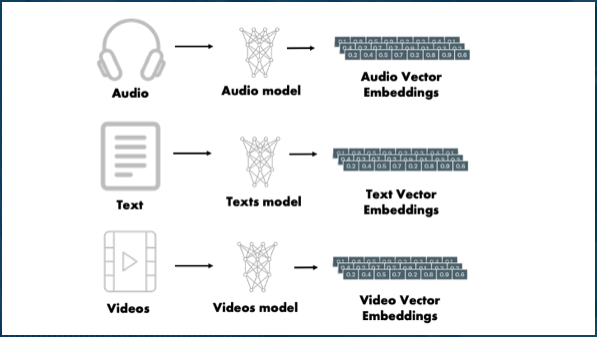 Audio
Audio model
0.2 0.4 0.5 0.7 0.2 0.8 0.9 0.6
Audio Vector
Embeddings
Text
Texts model
0.2 0.4 0.5 0.7 0.2 0.8 0.9 0.6
Text Vector
Embeddings
Videos
Videos model
0.2 0.4 0.5 0.7 0.2 0.8 0.9 0.6
Video Vector
Embeddings